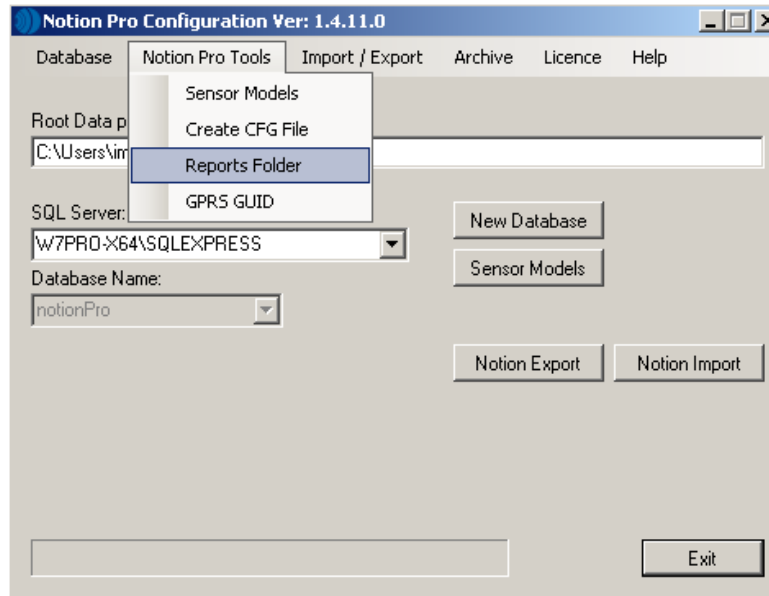 Notion Pro Configuration Ver: 1.4.11.0
Database Notion Pro Tools Import / Export Archive Licence Help
Sensor Models
Create CFG File
Reports Folder
GPRS GUID
Root Data p
C:\Users\im
SQL Server:
W7PRO-X64\SQLEXPRESS
New Database
Sensor Models
Database Name:
notionPro
Notion Export Notion Import
Exit